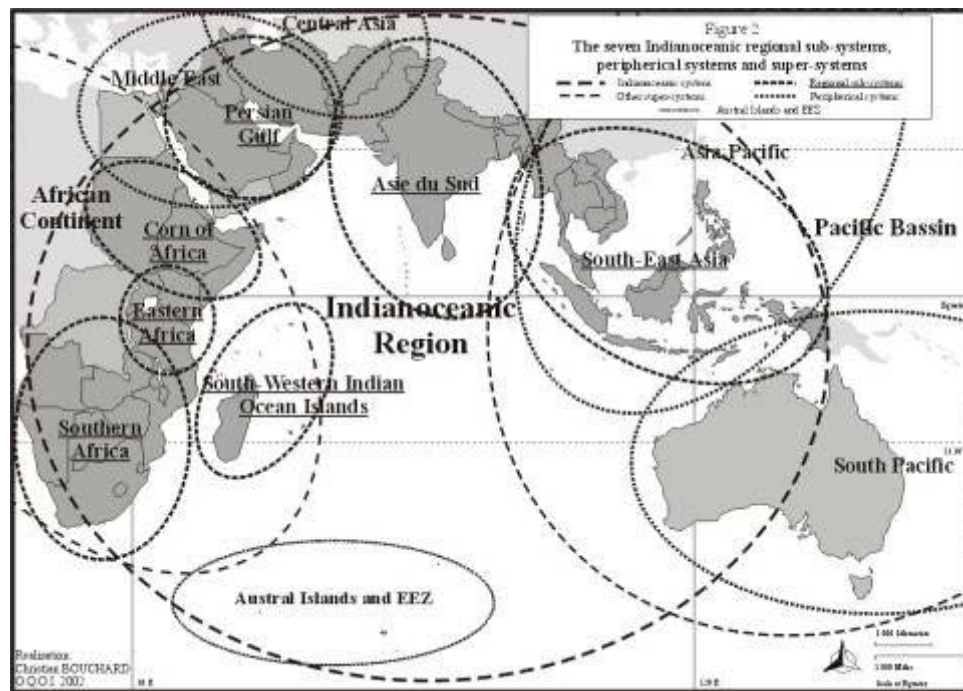 Figure 2
The seven Indianoceanic regional sub-systems,
peripherical systems and super-systems
Indianoceanic system
Regional sub-systems
Other super-systems
Peripherical systems
Austral Islands and EEZ
Central Asia
Middle East
Persian
Gulf
Asie du Sud
Asia-Pacific
African
Continent
Corn of
Africa
Pacific Bassin
South-East Asia
Eastern
Africa
Indianoceanic
Region
South-Western Indian
Ocean Islands
Southern
Africa
South Pacific
Austral Islands and EEZ
Realisation:
Christian BOUCHARD
O.Q.O.I. 2002